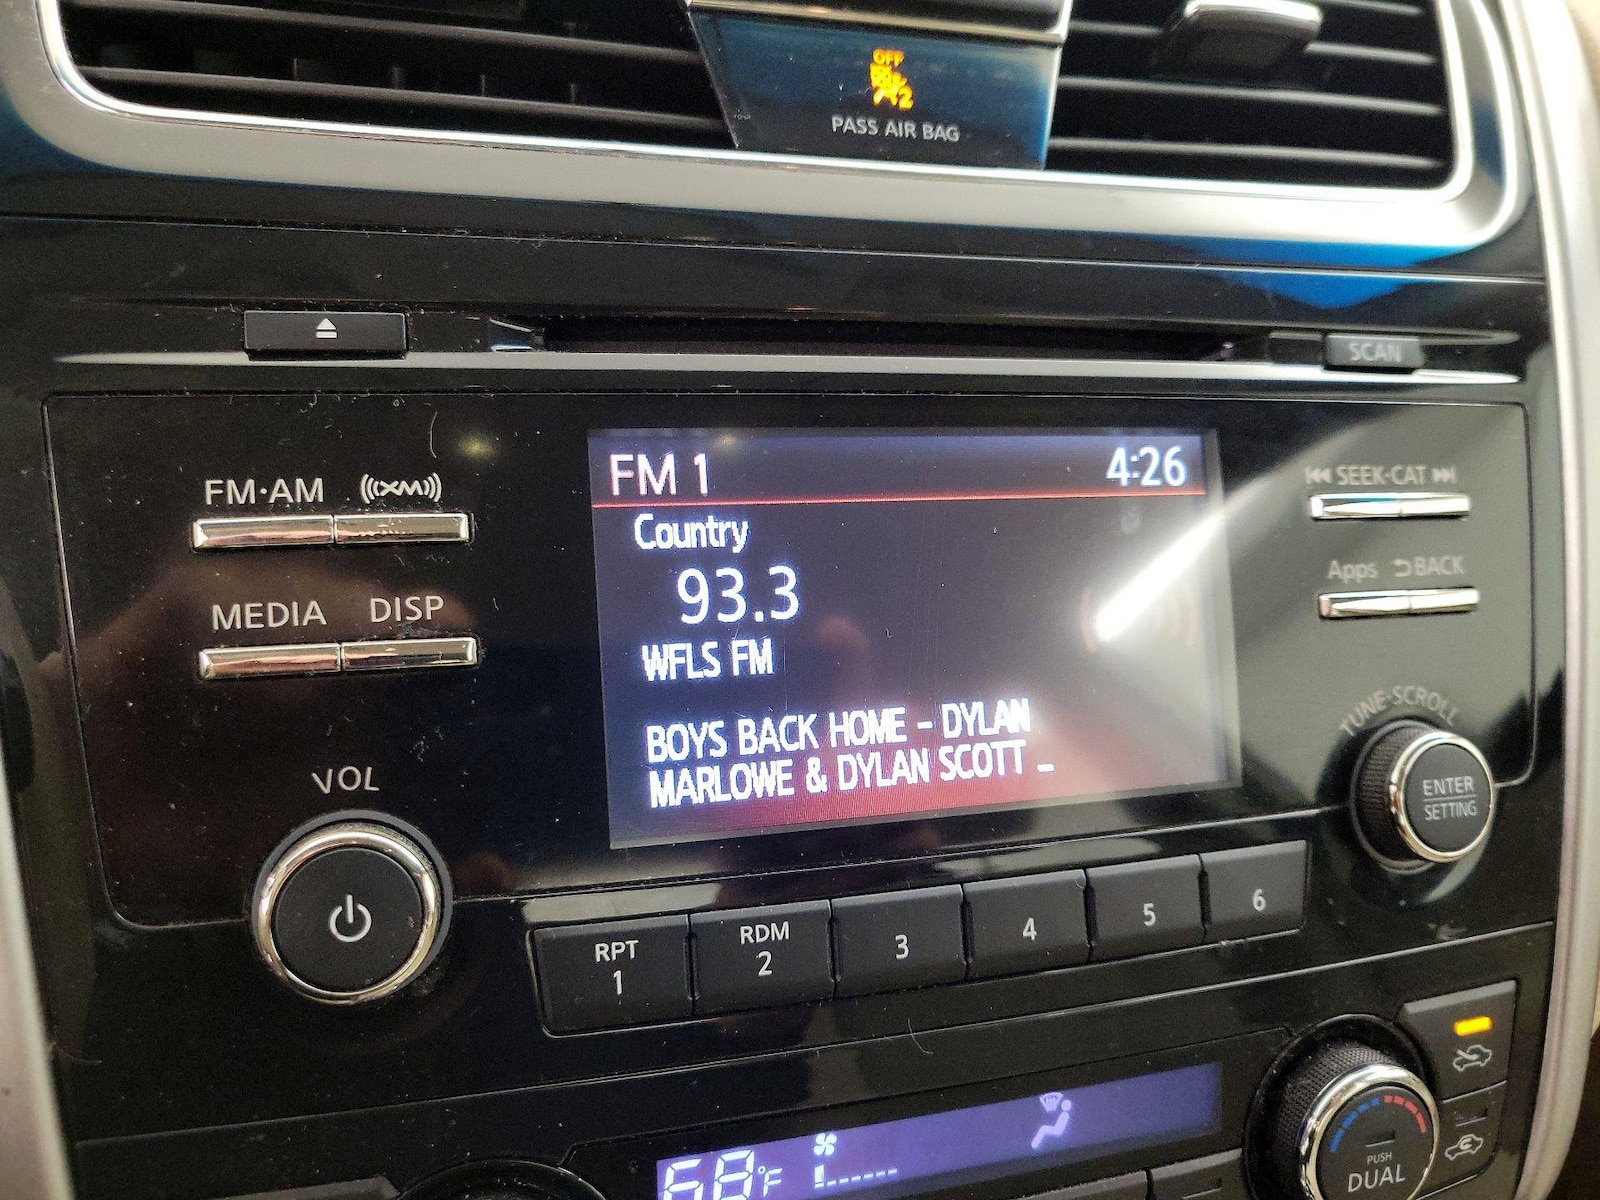 OFF
2
PASS AIR BAG
SCAN
FM·AM
XM
MEDIA
DISP
VOL
FM 1
4:26
Country
93.3
WFLS FM
BOYS BACK HOME - DYLAN
MARLOWE & DYLAN SCOTT _
SEEK·CAT
Apps
BACK
TUNE·SCROLL
ENTER
SETTING
RPT
1
RDM
2
3
4
5
6
68°F
PUSH
DUAL